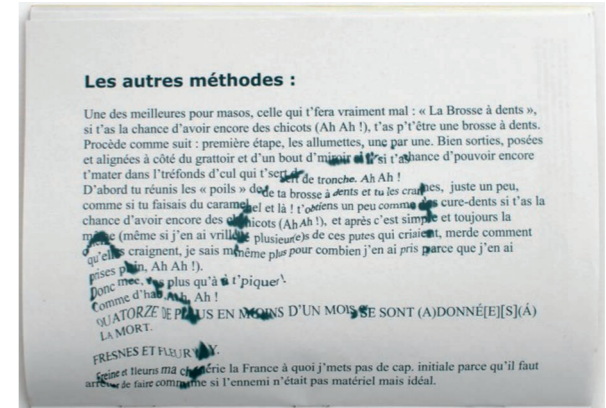 Les autres méthodes :
Une des meilleures pour masos, celle qui t'fera vraiment mal : « La Brosse à dents »,
si t'as la chance d'avoir encore des chicots (Ah Ah !), t'as p't'être une brosse à dents.
Procède comme suit : première étape, les allumettes, une par une. Bien sorties, posées
et alignées à côté du grattoir et d'un bout d'miroir si t'as chance d'pouvoir encore
t'mater dans l'tréfonds d'cul qui t'sert de tronche. Ah Ah !
D'abord tu réunis les « poils » de ta brosse à dents et tu les crames, juste un peu,
comme si tu faisais du caramel et là ! t'obtiens un peu comme des cure-dents si t'as la
chance d'avoir encore des chicots (Ah Ah !), et après c'est simple et toujours la
même (même si j'en ai vrillé plusieur(e)s de ces putes qui criaient, merde comment
qu'elles craignent, je sais même plus pour combien j'en ai pris parce que j'en ai
prises plein, Ah Ah !).
Donc mec, plus qu'à t'piquer !
Comme d'hab, Ah, Ah !
QUATORZE DE PLUS EN MOINS D'UN MOIS SE SONT (A)DONNÉ[E][S](Á)
LA MORT.
FRESNES ET FLEURY
et fleuris ma chérie la France à quoi j'mets pas de cap. initiale parce qu'il faut
arrêter de faire comme si l'ennemi n'était pas matériel mais idéal.